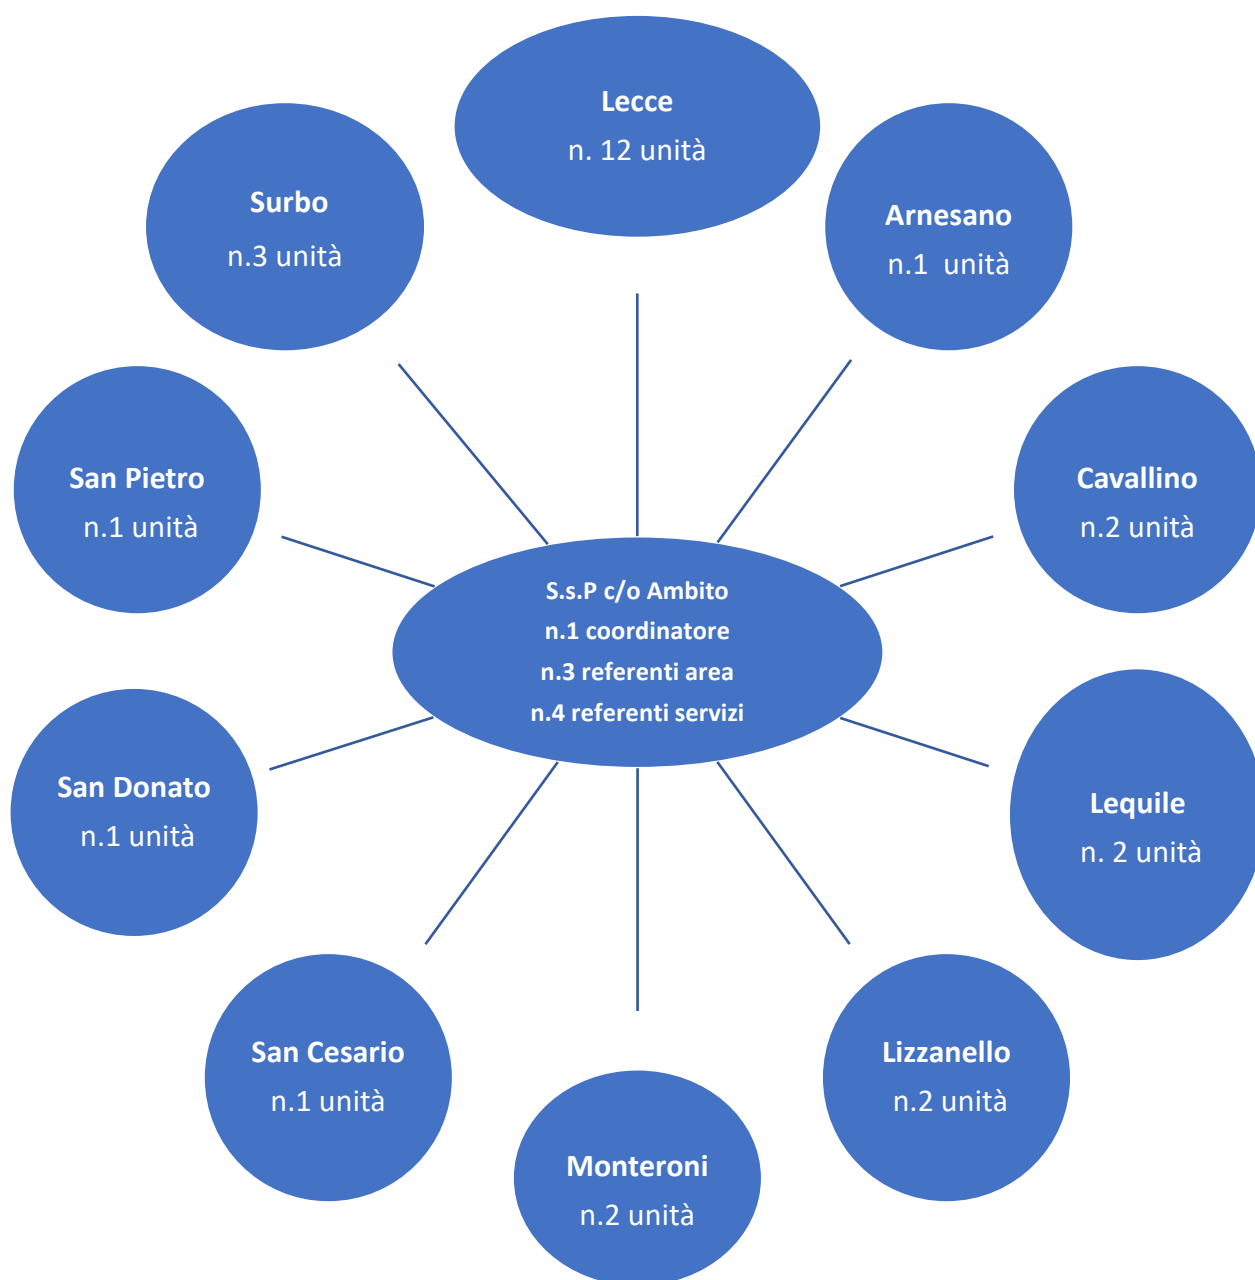 Lecce
n. 12 unità
Arnesano
n.1 unità
Cavallino
n.2 unità
Lequile
n. 2 unità
Lizzanello
n.2 unità
Monteroni
n.2 unità
San Cesario
n.1 unità
San Donato
n.1 unità
San Pietro
n.1 unità
Surbo
n.3 unità
S.s.P c/o Ambito
n.1 coordinatore
n.3 referenti area
n.4 referenti servizi